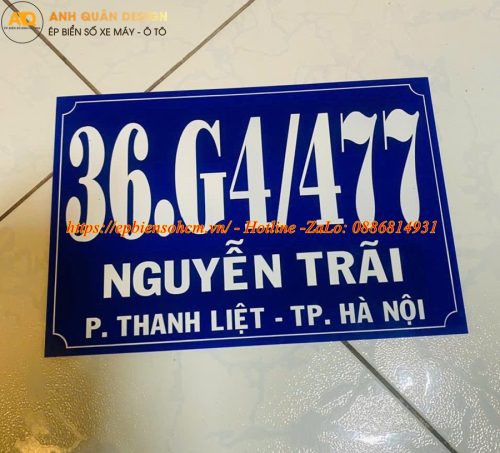 AQ
ANH QUÂN DESIGN
ÉP BIỂN SỐ XE MÁY - Ô TÔ
36.G4/477
https://epbiensohcm.vn/ - Hotline -ZaLo: 0886814931
NGUYỄN TRÃI
P. THANH LIỆT - TP. HÀ NỘI